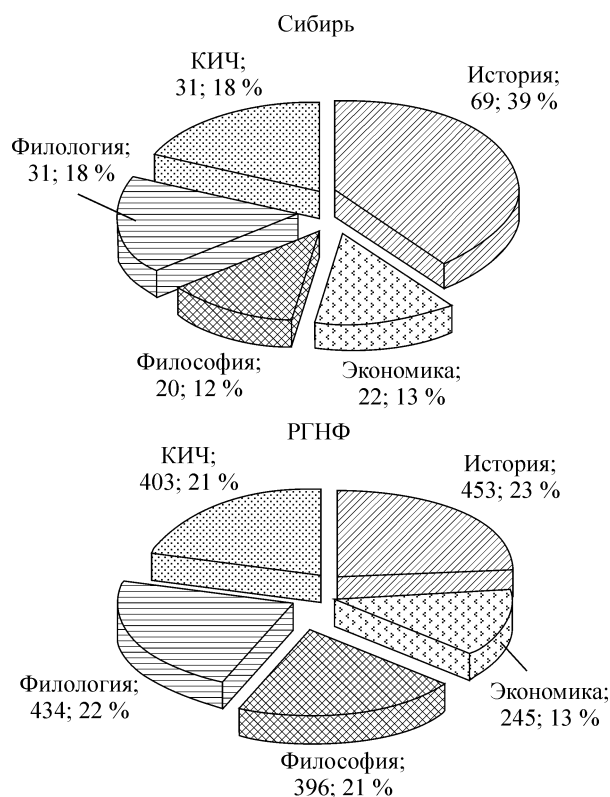 Сибирь
КИЧ;
31; 18 %
История;
69; 39 %
Филология;
31; 18 %
Философия;
20; 12 %
Экономика;
22; 13 %
РГНФ
КИЧ;
403; 21 %
История;
453; 23 %
Филология;
434; 22 %
Экономика;
245; 13 %
Философия;
396; 21 %